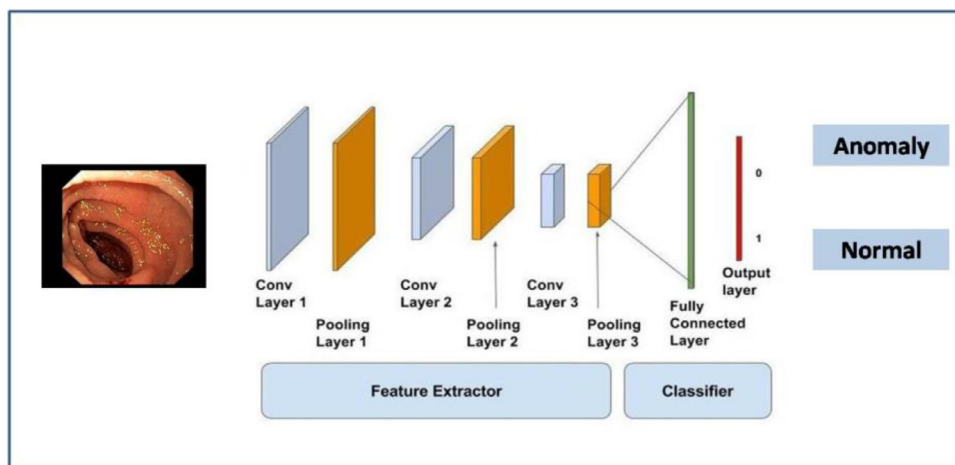 Anomaly
0
1
Normal
Conv
Layer 1
Pooling
Layer 1
Conv
Layer 2
Pooling
Layer 2
Conv
Layer 3
Pooling
Layer 3
Fully
Connected
Layer
Output
layer
Feature Extractor
Classifier